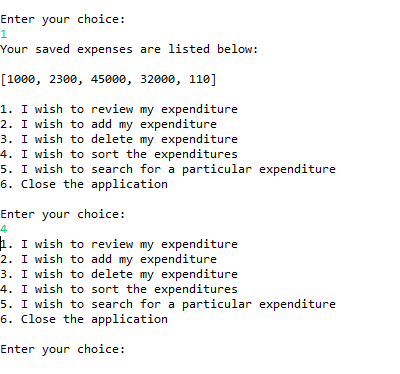 Enter your choice:
1
Your saved expenses are listed below:
[1000, 2300, 45000, 32000, 110]
1. I wish to review my expenditure
2. I wish to add my expenditure
3. I wish to delete my expenditure
4. I wish to sort the expenditures
5. I wish to search for a particular expenditure
6. Close the application
Enter your choice:
4
1. I wish to review my expenditure
2. I wish to add my expenditure
3. I wish to delete my expenditure
4. I wish to sort the expenditures
5. I wish to search for a particular expenditure
6. Close the application
Enter your choice: